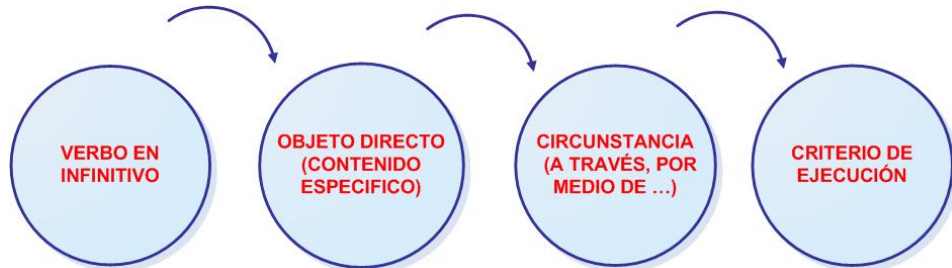 VERBO EN
INFINITIVO
OBJETO DIRECTO
(CONTENIDO
ESPECIFICO)
CIRCUNSTANCIA
(A TRAVÉS, POR
MEDIO DE ...)
CRITERIO DE
EJECUCIÓN